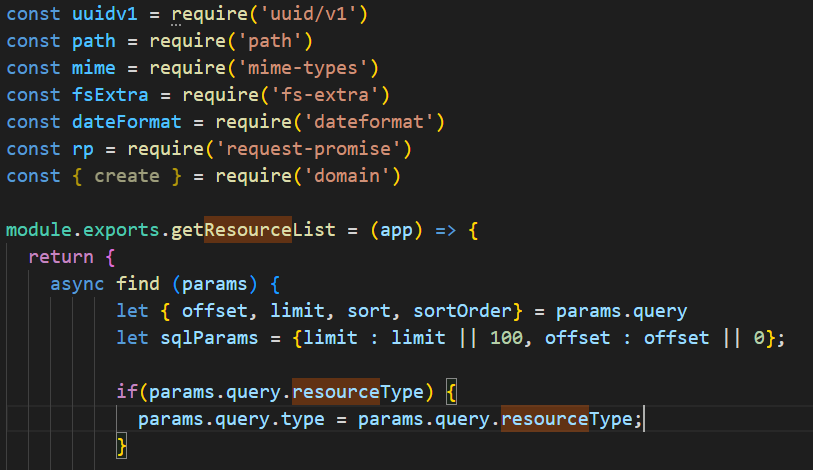 const uuidv1 = require('uuid/v1')
const path = require('path')
const mime = require('mime-types')
const fsExtra = require('fs-extra')
const dateFormat = require('dateformat')
const rp = require('request-promise')
const { create } = require('domain')
module.exports.getResourceList = (app) => {
return {
async find (params) {
let { offset, limit, sort, sortOrder} = params.query
let sqlParams = {limit : limit || 100, offset : offset || 0};
if(params.query.resourceType) {
params.query.type = params.query.resourceType;
}